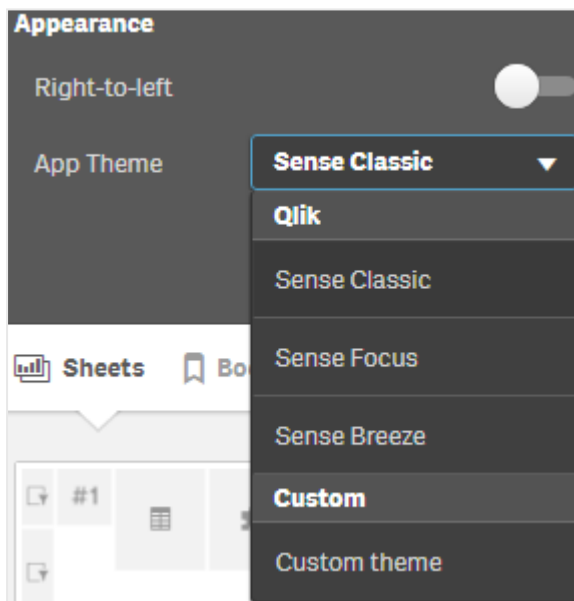 Appearance
Right-to-left
App Theme
Sense Classic
Qlik
Sense Classic
Sense Focus
Sense Breeze
Custom
Custom theme
Sheets
#1